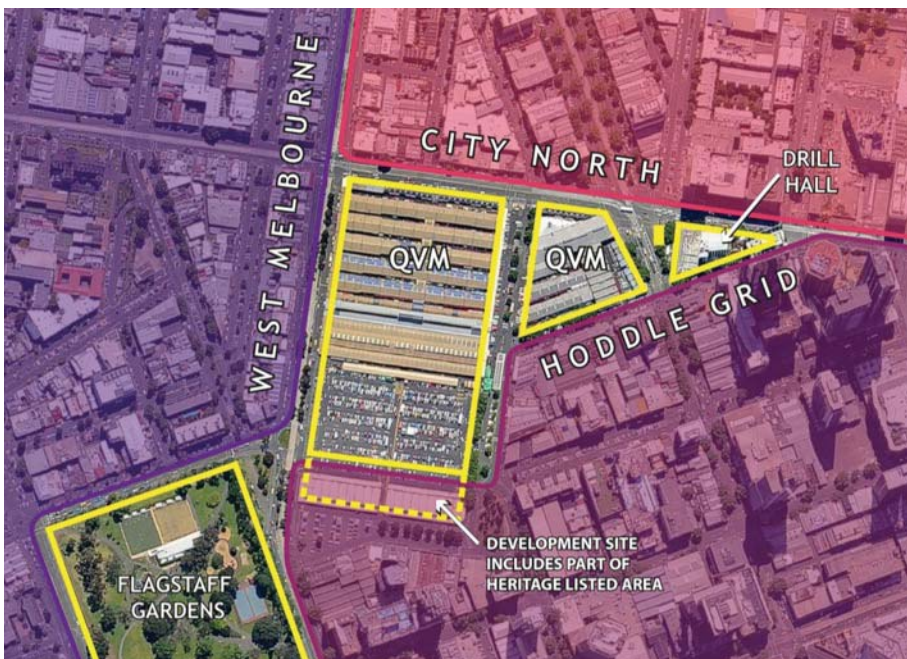 WEST MELBOURNE
CITY NORTH
DRILL
HALL
QVM
QVM
HODDLE GRID
DEVELOPMENT SITE
INCLUDES PART OF
HERITAGE LISTED AREA
FLAGSTAFF
GARDENS